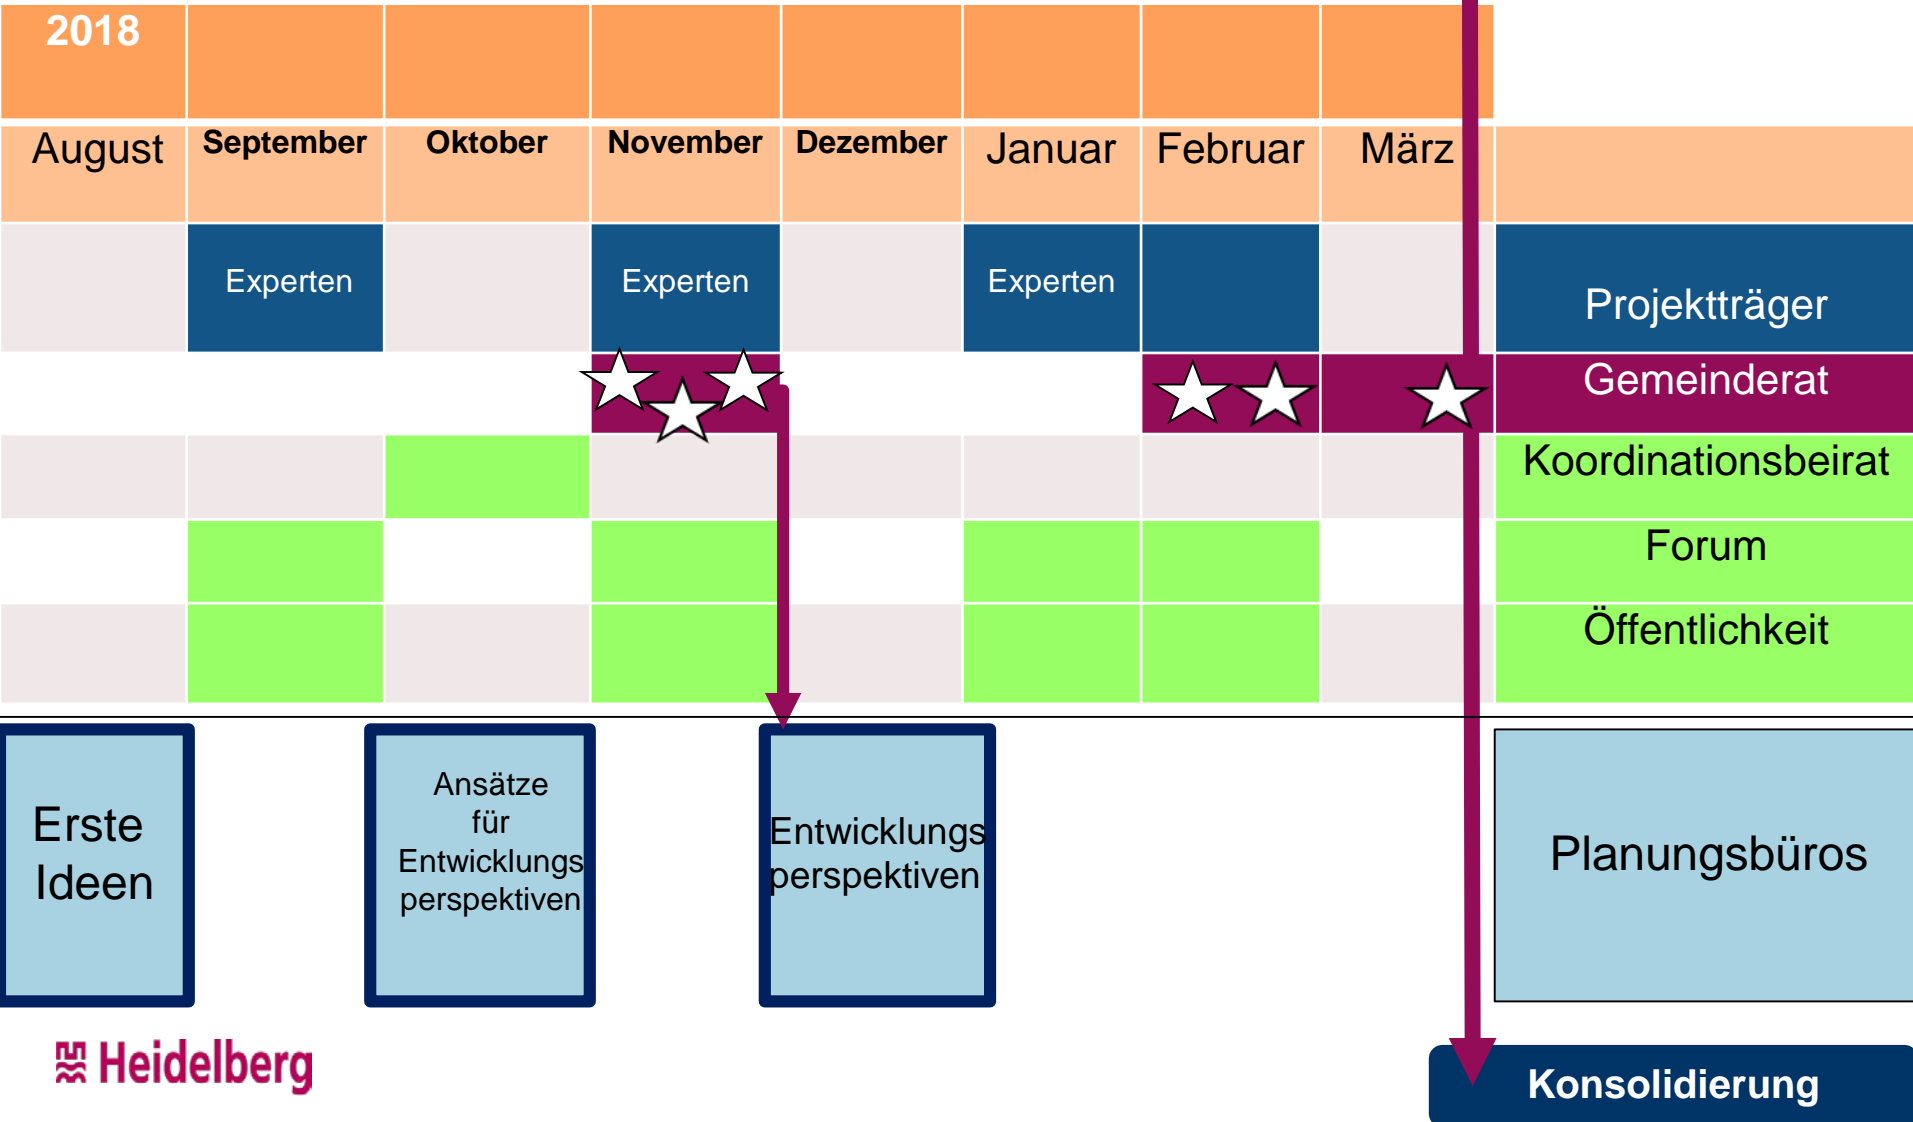 2018
August
September
Oktober
November
Dezember
Januar
Februar
März
Experten
Experten
Experten
Projektträger
Gemeinderat
Koordinationsbeirat
Forum
Öffentlichkeit
Erste
Ideen
Ansätze
für
Entwicklungs
perspektiven
Entwicklungs
perspektiven
Planungsbüros
Heidelberg
Konsolidierung